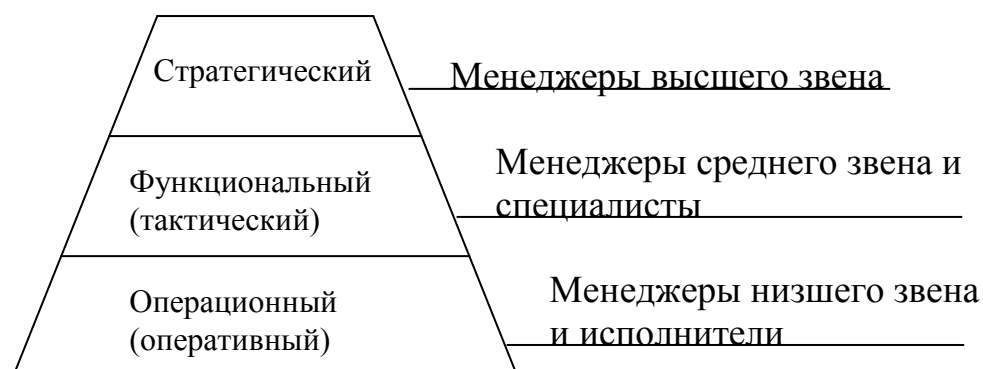 Стратегический
Менеджеры высшего звена
Функциональный
(тактический)
Менеджеры среднего звена и
специалисты
Операционный
(оперативный)
Менеджеры низшего звена
и исполнители